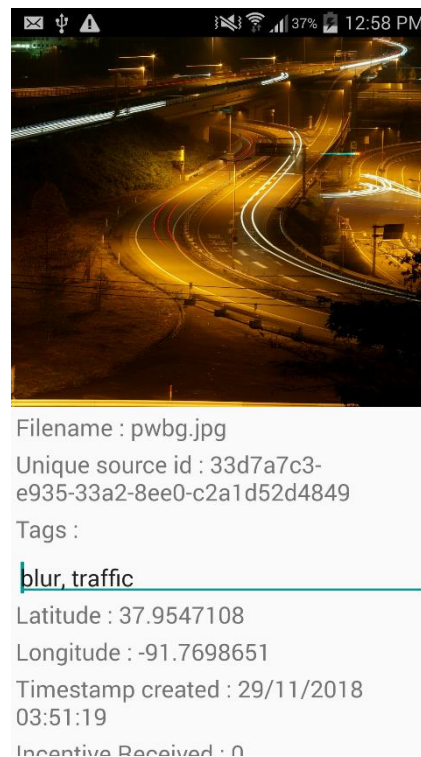 37% 12:58 PM
Filename : pwbg.jpg
Unique source id : 33d7a7c3-
e935-33a2-8ee0-c2a1d52d4849
Tags :
blur, traffic
Latitude : 37.9547108
Longitude : -91.7698651
Timestamp created : 29/11/2018
03:51:19
Incentive Received : 0